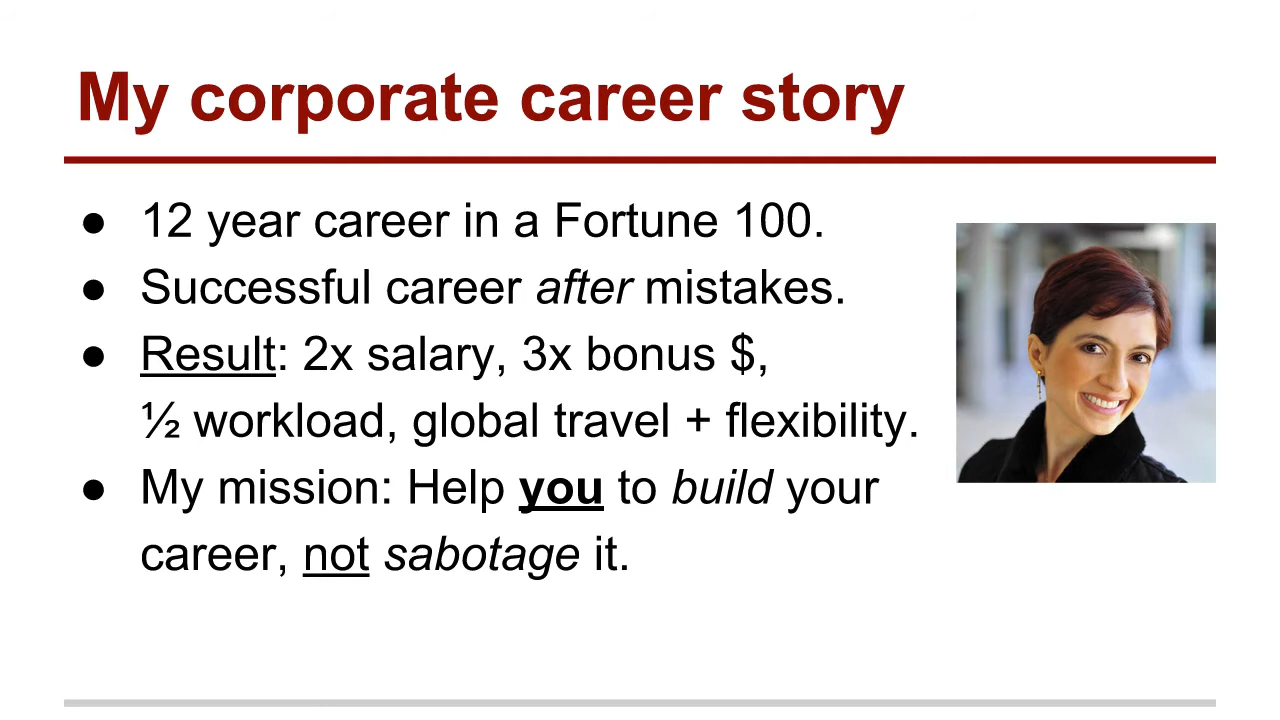 My corporate career story
● 12 year career in a Fortune 100.
● Successful career after mistakes.
● Result: 2x salary, 3x bonus $,
½ workload, global travel + flexibility.
● My mission: Help you to build your
career, not sabotage it.